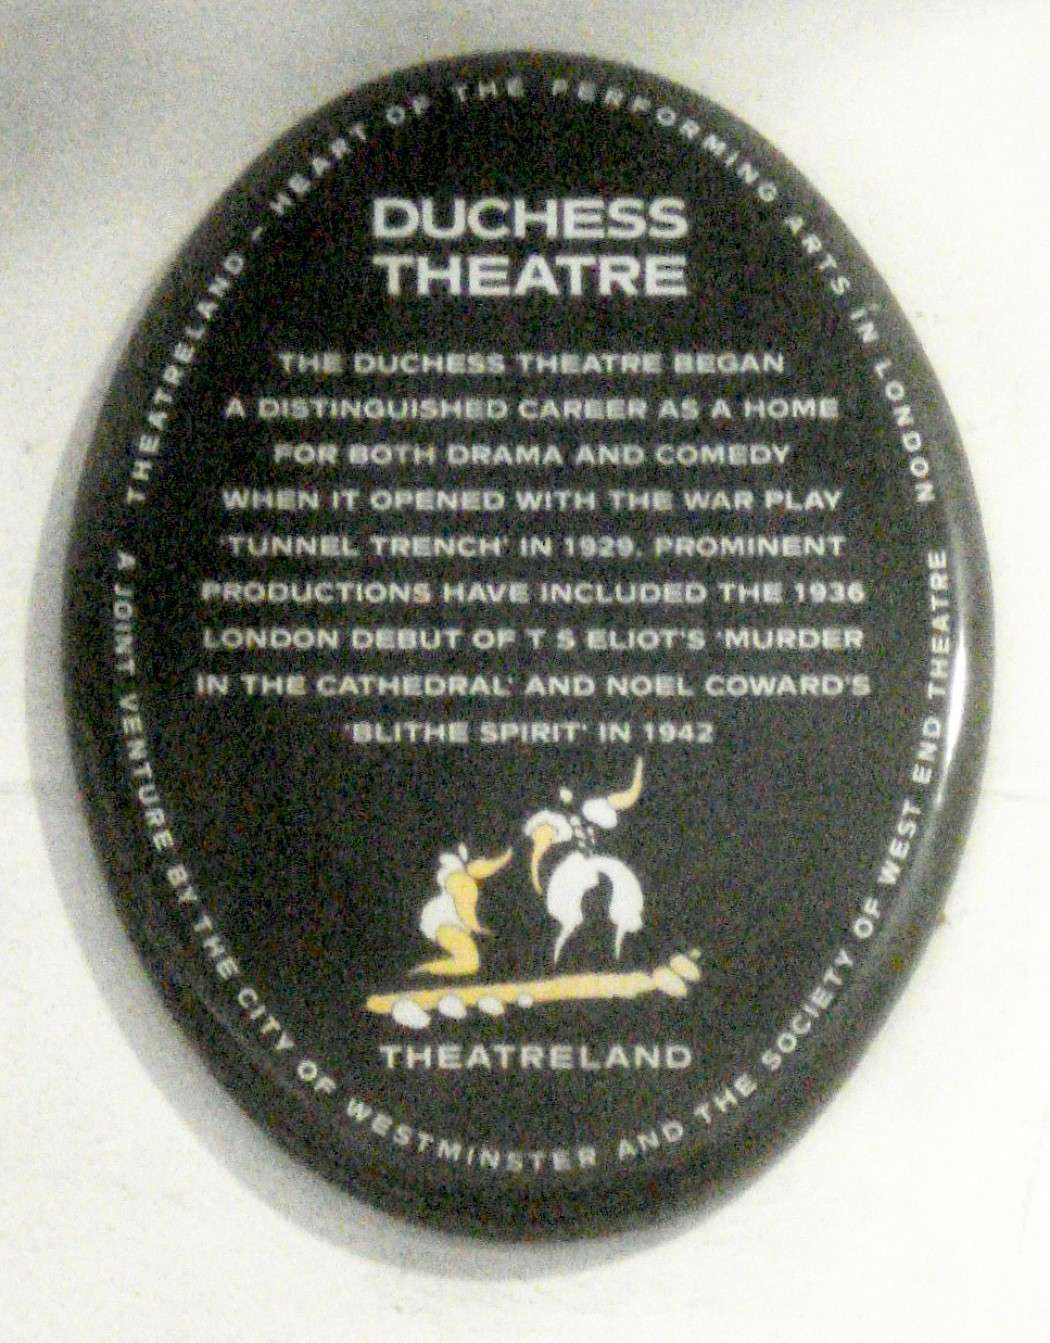 THEATRELAND - HEART OF THE PERFORMING ARTS IN LONDON
DUCHESS
THEATRE
THE DUCHESS THEATRE BEGAN
A DISTINGUISHED CAREER AS A HOME
FOR BOTH DRAMA AND COMEDY
WHEN IT OPENED WITH THE WAR PLAY
'TUNNEL TRENCH' IN 1929. PROMINENT
PRODUCTIONS HAVE INCLUDED THE 1936
LONDON DEBUT OF T S ELIOT'S 'MURDER
IN THE CATHEDRAL' AND NOEL COWARD'S
'BLITHE SPIRIT' IN 1942
THEATRELAND
A JOINT VENTURE BY THE CITY OF WESTMINSTER AND THE SOCIETY OF WEST END THEATRE